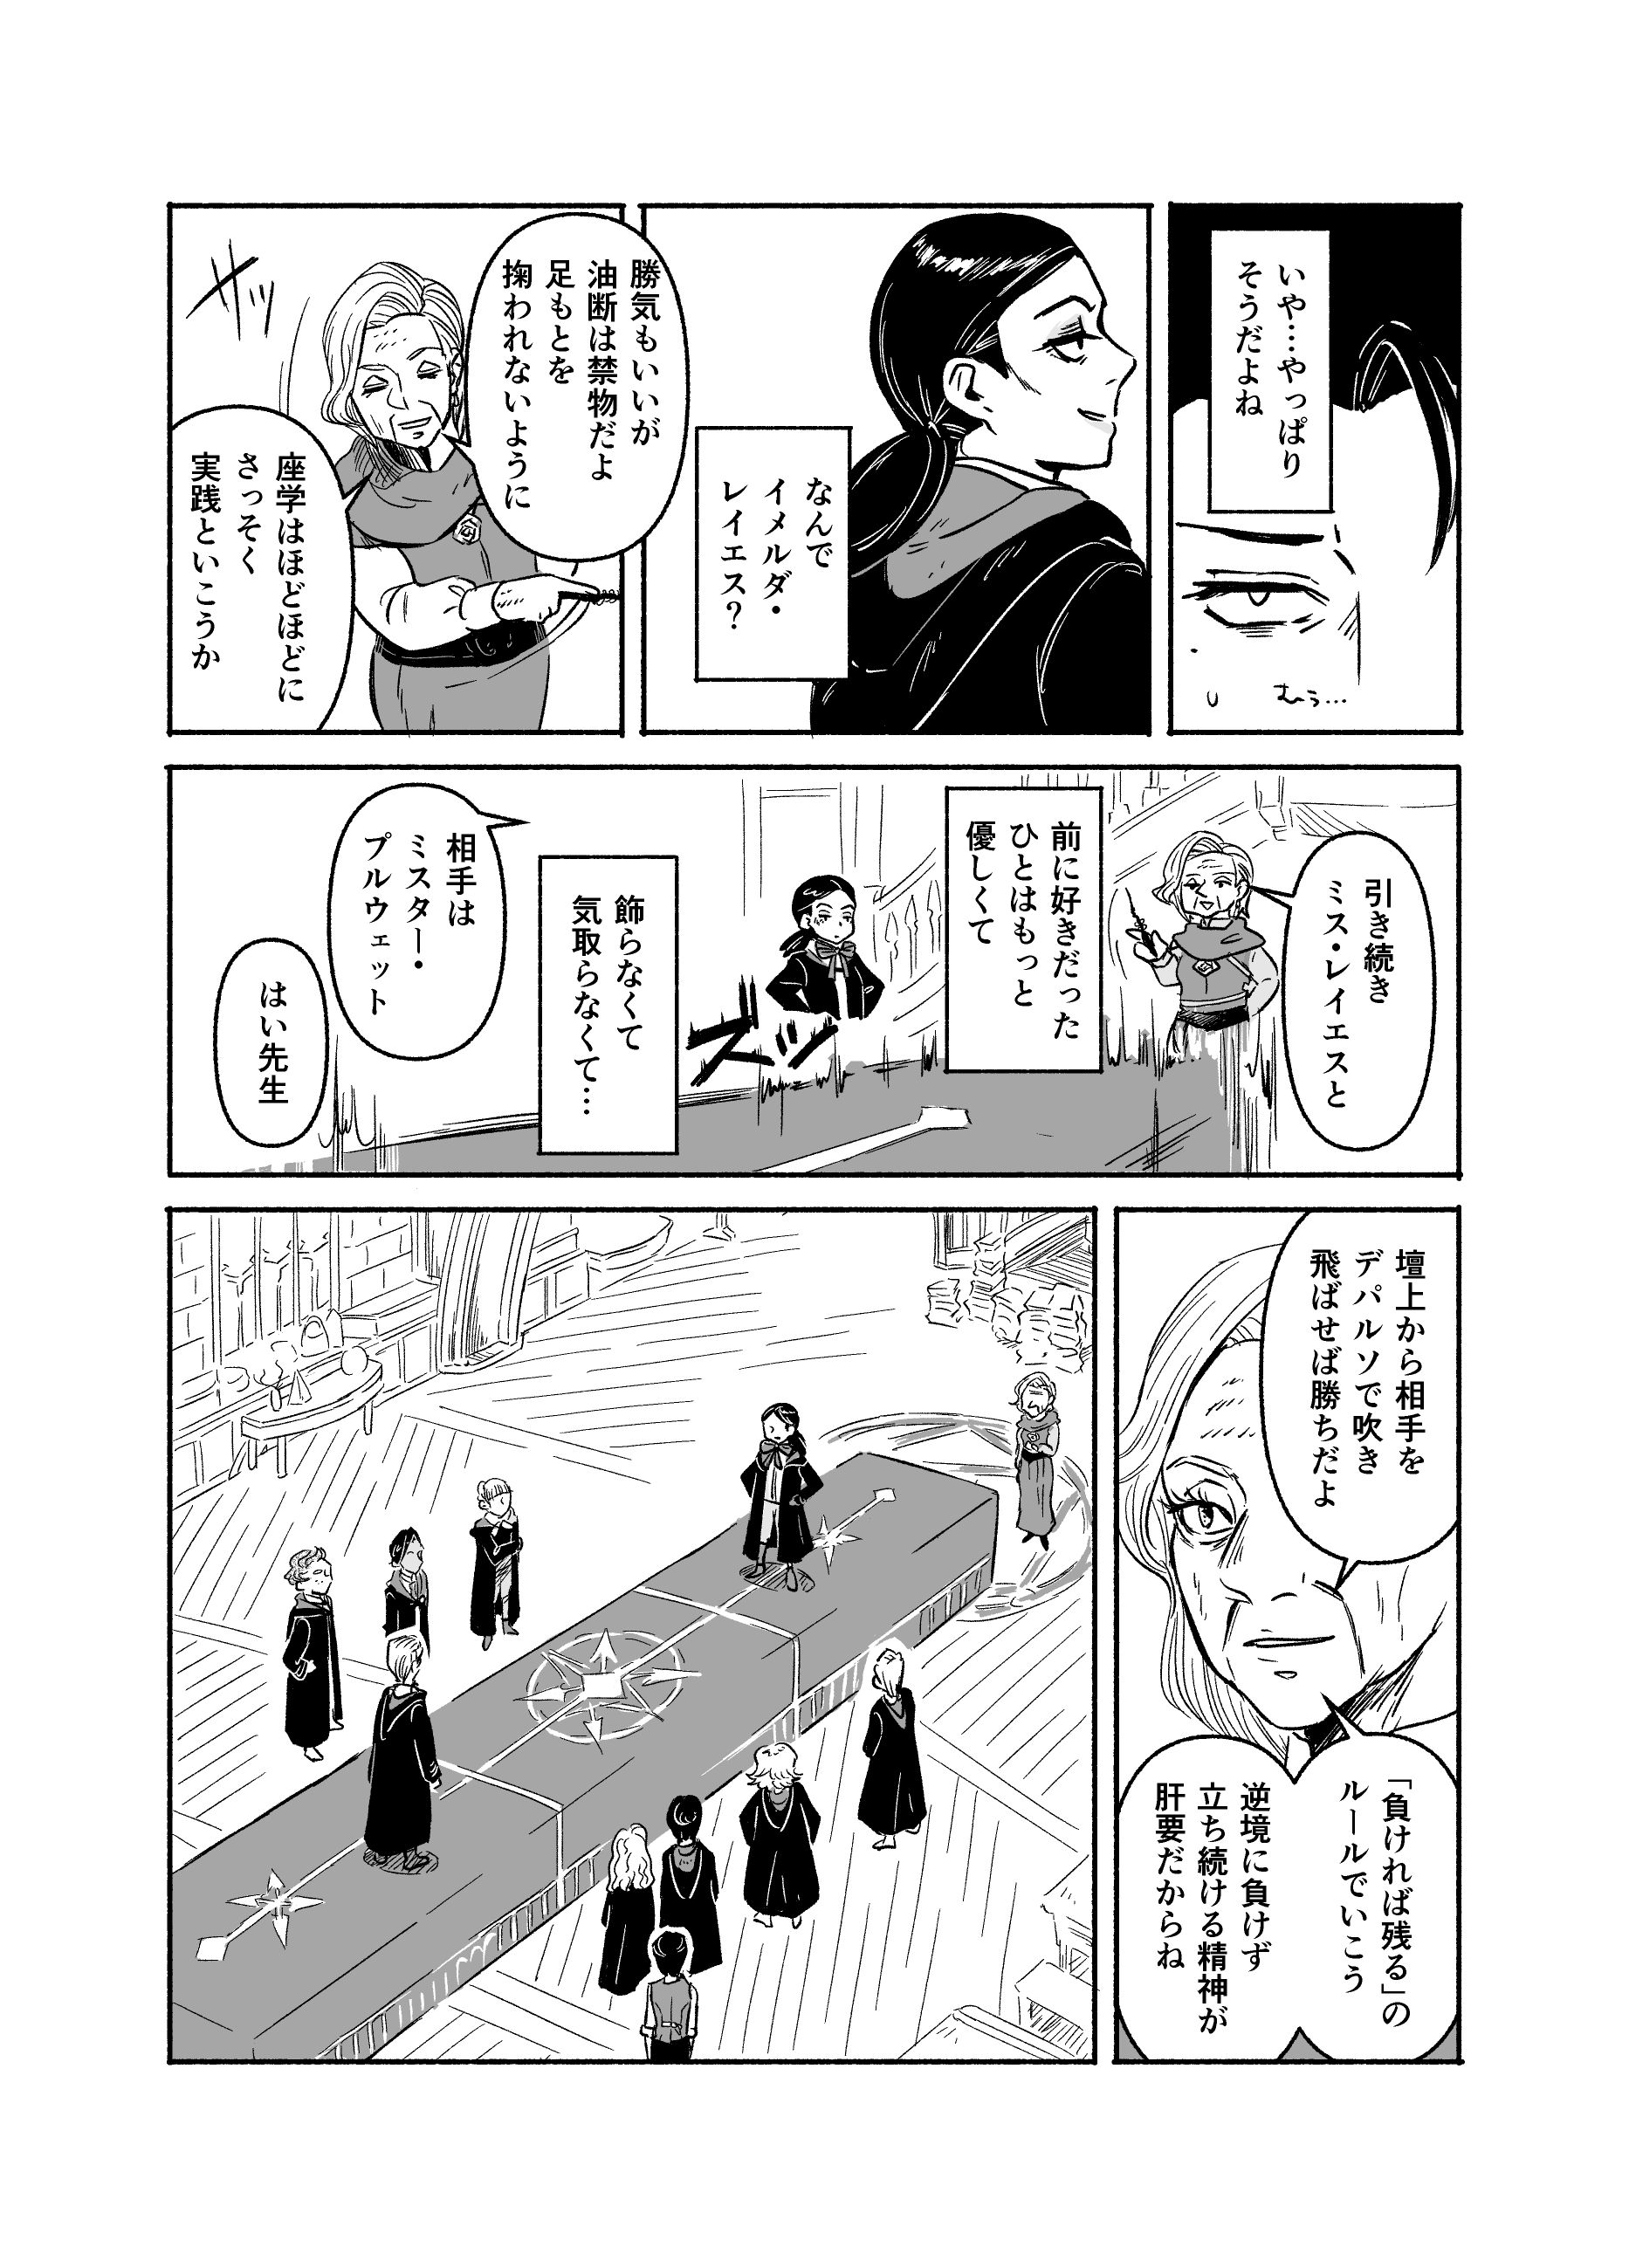 いや…やっぱり
そうだよね
むぅ…
なんで
イメルダ・
レイエス？
勝気もいいが
油断は禁物だよ
足もとを
掬われないように
サッ
座学はほどほどに
さっそく
実践といこうか
引き続き
ミス・レイエスと
前に好きだった
ひとはもっと
優しくて
ズッ
飾らなくて
気取らなくて…
相手は
ミスター・
プルウェット
はい先生
壇上から相手を
デパルソで吹き
飛ばせば勝ちだよ
「負ければ残る」の
ルールでいこう
逆境に負けず
立ち続ける精神が
肝要だからね